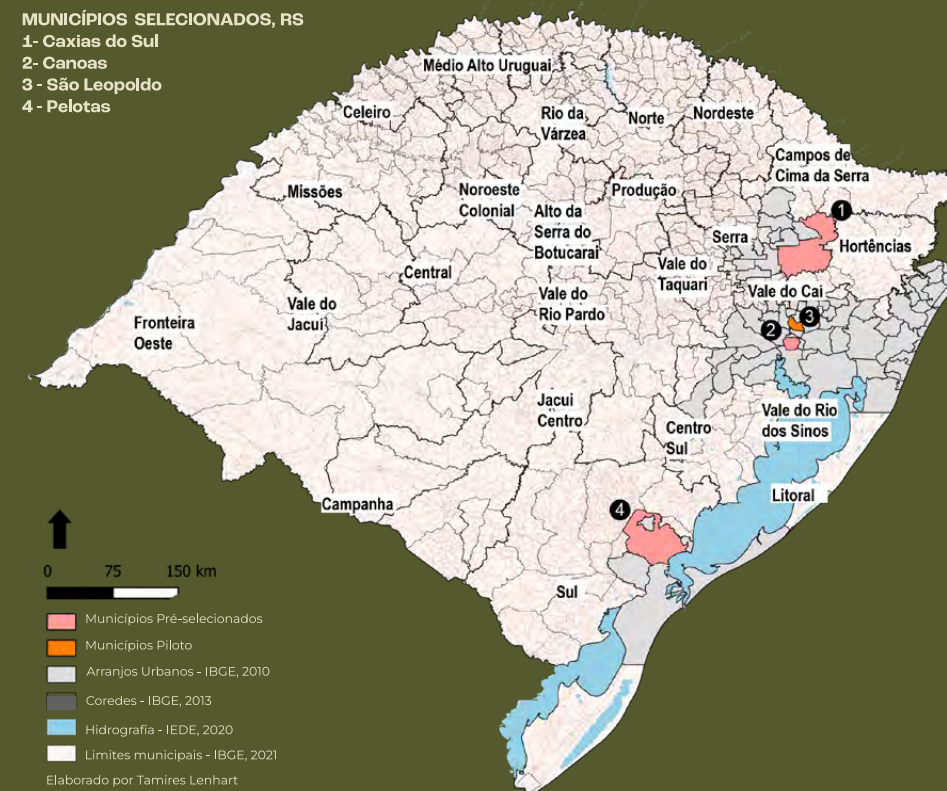 MUNICÍPIOS SELECIONADOS, RS
1- Caxias do Sul
2- Canoas
3 - São Leopoldo
4 - Pelotas
Médio Alto Uruguai
Celeiro
Rio da
Várzea
Norte
Nordeste
Campos de
Cima da Serra
Missões
Noroeste
Colonial
Produção
Alto da
Serra do
Botucarai
1
Serra
Hortências
Central
Vale do
Taquari
Vale do
Jacuí
Vale do
Rio Pardo
Vale do Cai
Fronteira
Oeste
2
3
Jacui
Centro
Centro
Sul
Vale do Rio
dos Sinos
Litoral
Campanha
4
Sul
0 75 150 km
Municípios Pré-selecionados
Municípios Piloto
Arranjos Urbanos - IBGE, 2010
Coredes - IBGE, 2013
Hidrografia - IEDE, 2020
Limites municipais - IBGE, 2021
Elaborado por Tamires Lenhart